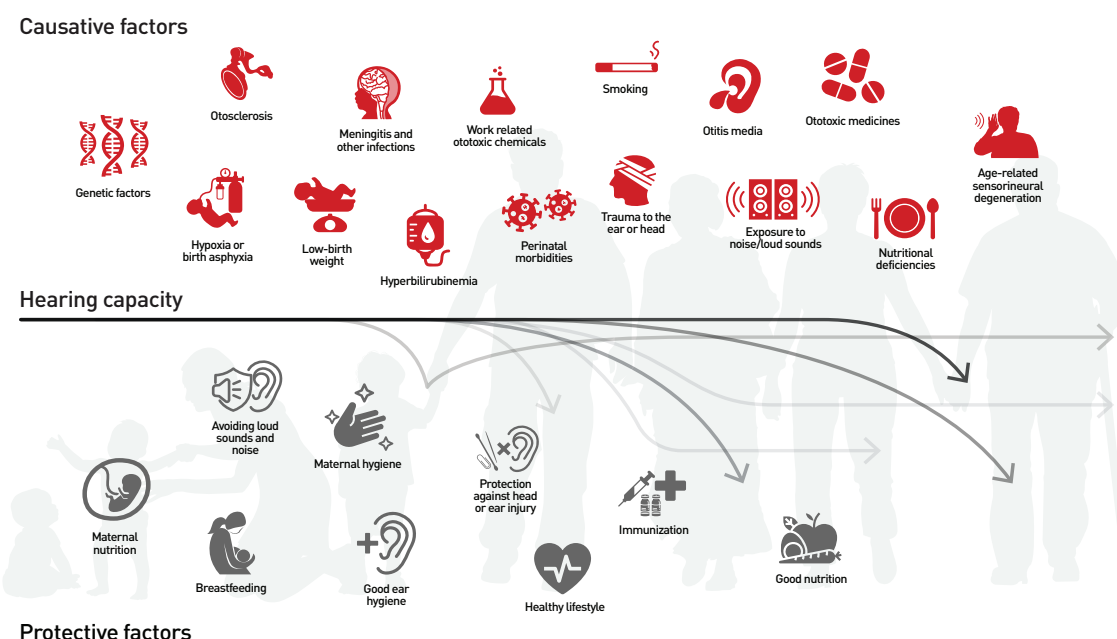 Causative factors
Otosclerosis
Meningitis and
other infections
Work related
ototoxic chemicals
Smoking
Otitis media
Ototoxic medicines
Genetic factors
Age-related
sensorineural
degeneration
Hypoxia or
birth asphyxia
Low-birth
weight
Hyperbilirubinemia
Perinatal
morbidities
Trauma to the
ear or head
Exposure to
noise/loud sounds
Nutritional
deficiencies
Hearing capacity
Avoiding loud
sounds and
noise
Maternal hygiene
Protection
against head
or ear injury
Immunization
Maternal
nutrition
Breastfeeding
Good ear
hygiene
Healthy lifestyle
Good nutrition
Protective factors